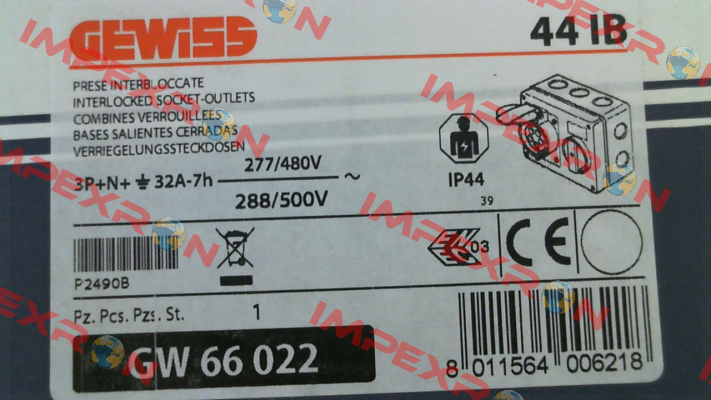 GEWISS
44 IB
PRESE INTERBLOCCATE
INTERLOCKED SOCKET-OUTLETS
COMBINES VERROUILLEES
BASES SALIENTES CERRADAS
VERRIEGELUNGSSTECKDOSEN
3P+N+⏚ 32A-7h 277/480V ~
288/500V
IP44
39
03
CE
P2490B
Pz. Pcs. Pzs. St. 1
GW 66 022
8 011564 006218
IMPEXRON